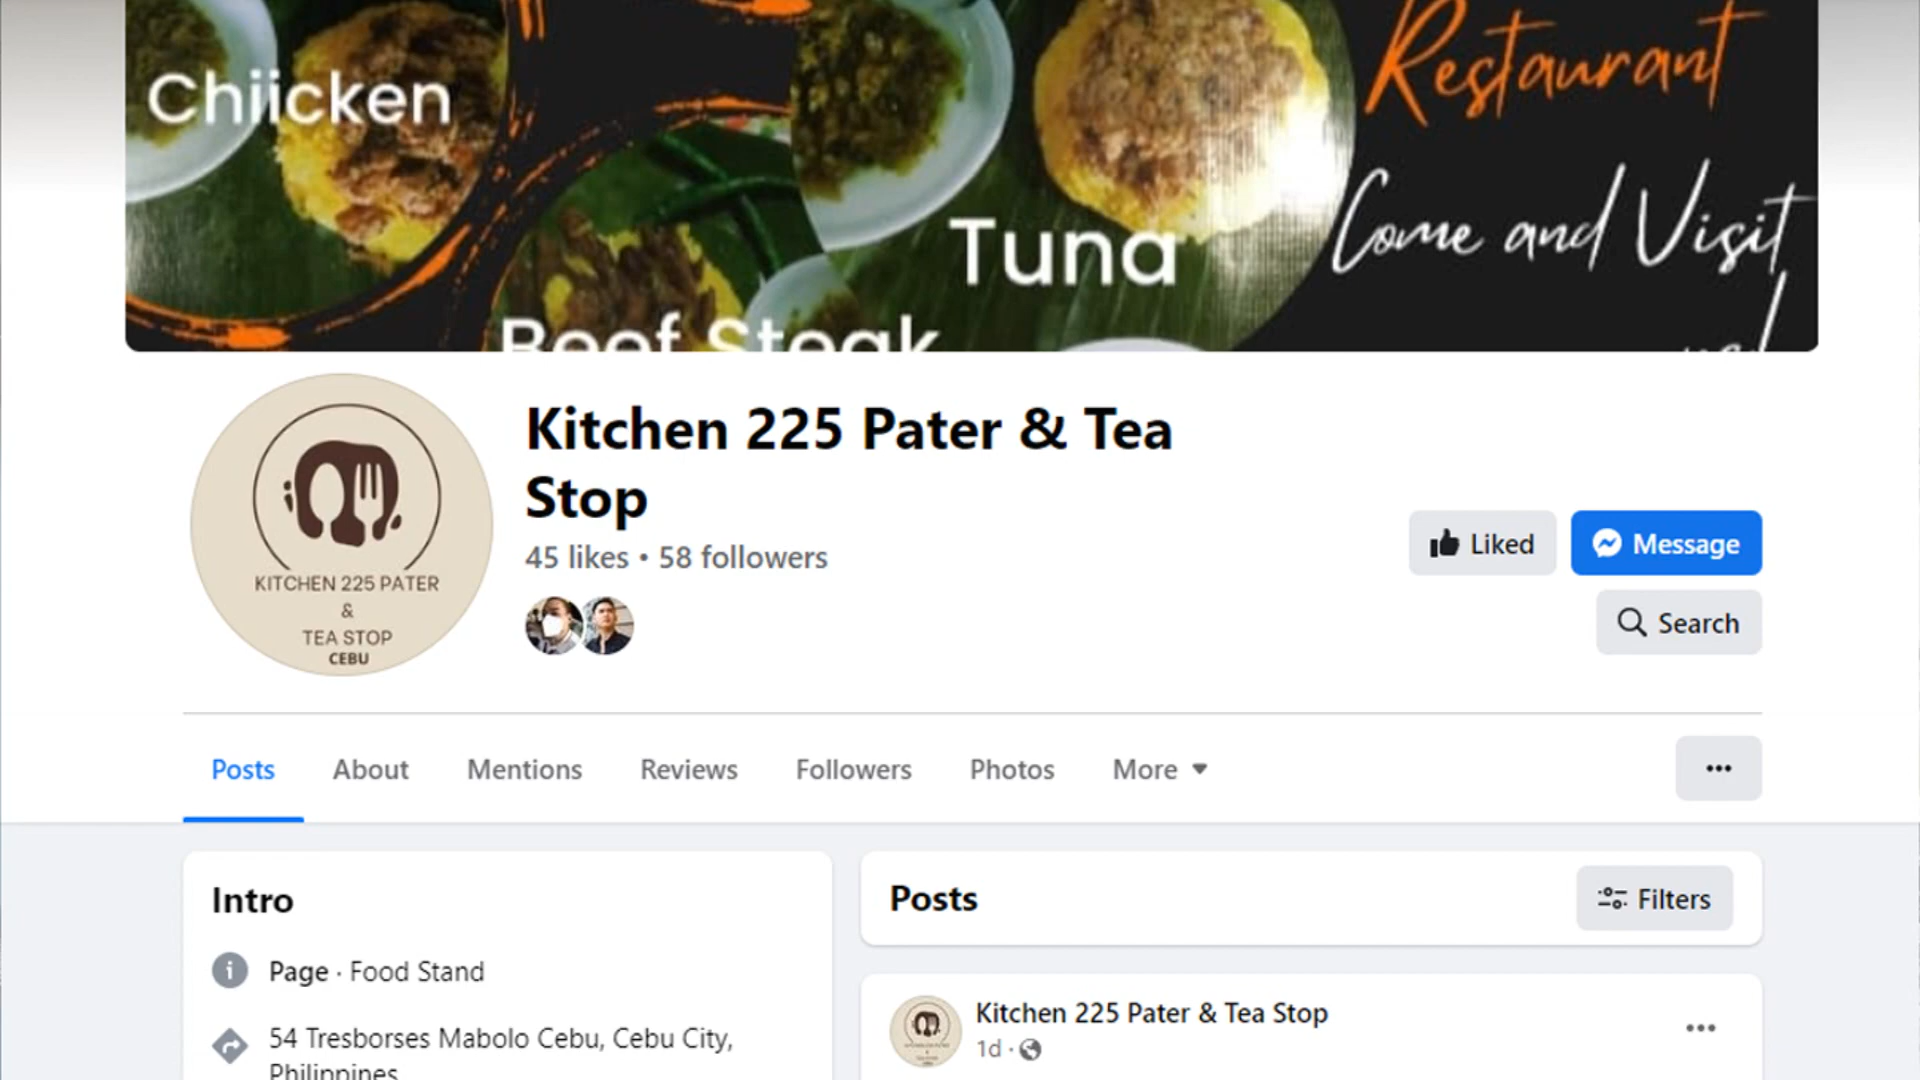 Restaurant
Chiicken
Come and Visit
Tuna
Beef Steak
Kitchen 225 Pater & Tea
Stop
45 likes • 58 followers
Liked
Message
Search
KITCHEN 225 PATER
&
TEA STOP
CEBU
Posts
About
Mentions
Reviews
Followers
Photos
More
Intro
Page · Food Stand
54 Tresborses Mabolo Cebu, Cebu City,
Philippines
Posts
Filters
Kitchen 225 Pater & Tea Stop
1d ·